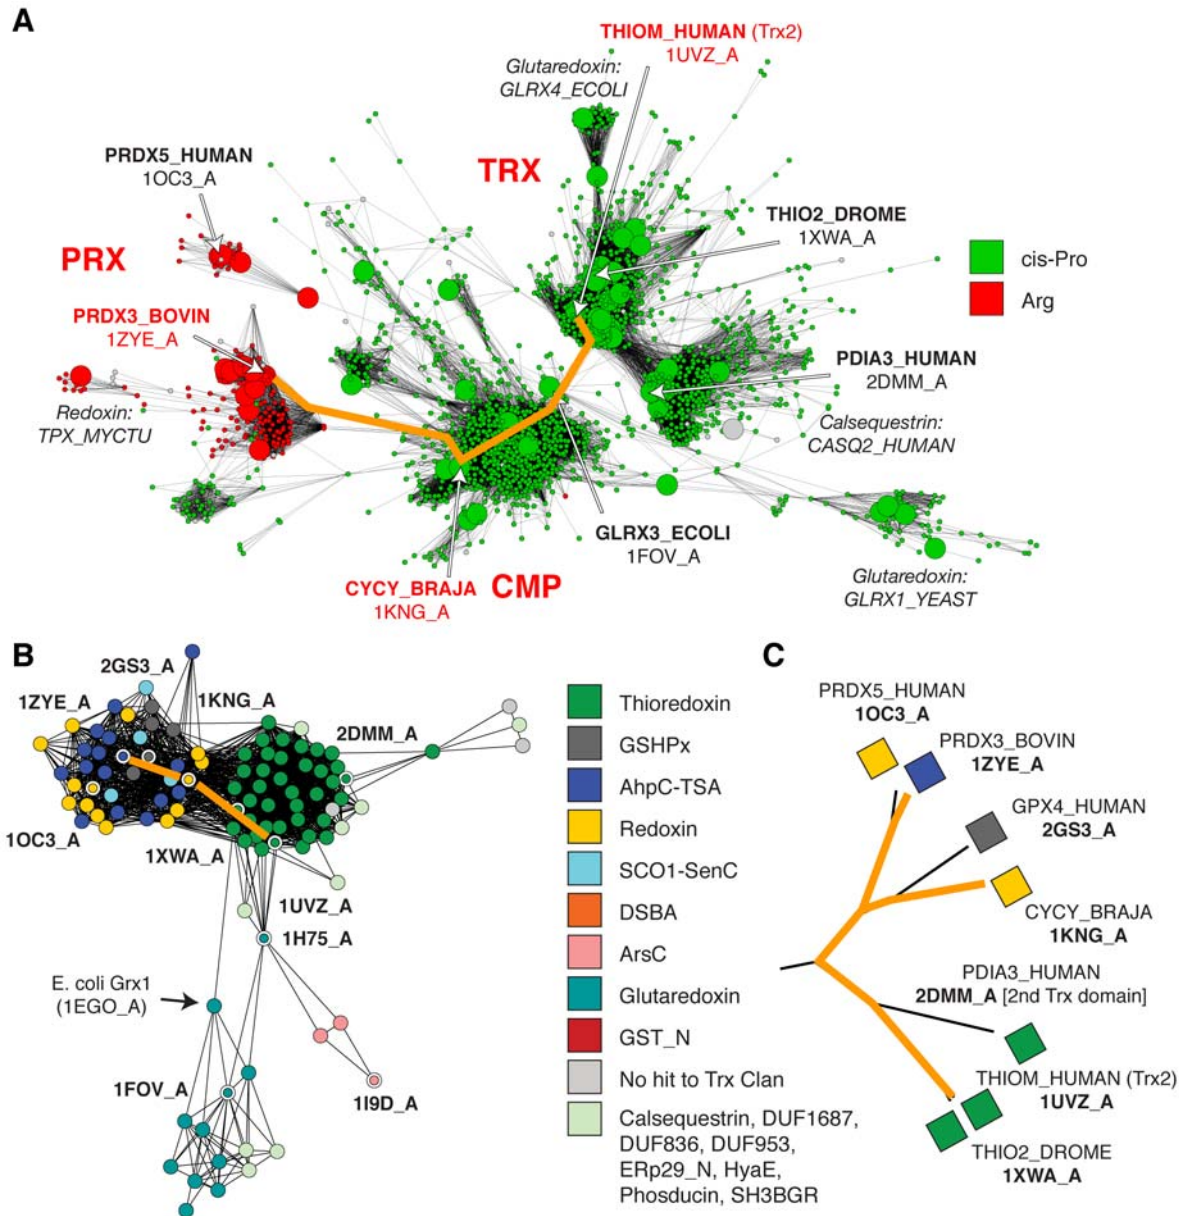 A
THIOM_HUMAN (Trx2)
1UVZ_A
Glutaredoxin:
GLRX4_ECOLI
PRDX5_HUMAN
1OC3_A
TRX
THIO2_DROME
1XWA_A
cis-Pro
Arg
PRX
PRDX3_BOVIN
1ZYE_A
PDIA3_HUMAN
2DMM_A
Redoxin:
TPX_MYCTU
Calsequestrin:
CASQ2_HUMAN
GLRX3_ECOLI
1FOV_A
CYCY_BRAJA
1KNG_A
CMP
Glutaredoxin:
GLRX1_YEAST
B
2GS3_A
1ZYE_A
1KNG_A
2DMM_A
1OC3_A
1XWA_A
1UVZ_A
1H75_A
E. coli Grx1
(1EGO_A)
1FOV_A
1I9D_A
Thioredoxin
GSHPx
AhpC-TSA
Redoxin
SCO1-SenC
DSBA
ArsC
Glutaredoxin
GST_N
No hit to Trx Clan
Calsequestrin, DUF1687,
DUF836, DUF953,
ERp29_N, HyaE,
Phosducin, SH3BGR
C
PRDX5_HUMAN
1OC3_A
PRDX3_BOVIN
1ZYE_A
GPX4_HUMAN
2GS3_A
CYCY_BRAJA
1KNG_A
PDIA3_HUMAN
2DMM_A [2nd Trx domain]
THIOM_HUMAN (Trx2)
1UVZ_A
THIO2_DROME
1XWA_A